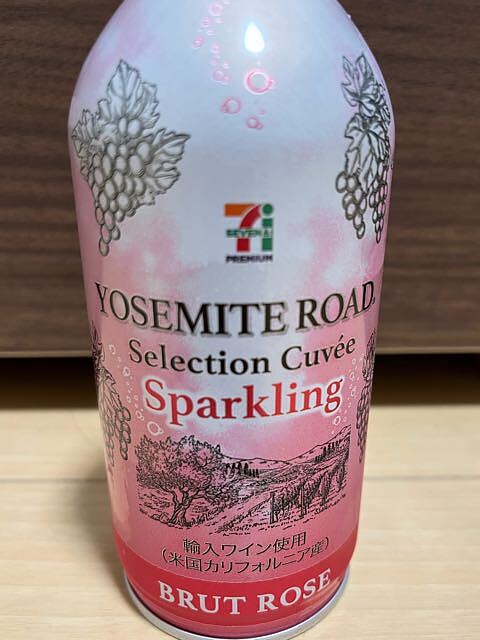 SEVEN & i
PREMIUM
YOSEMITE ROAD®
Selection Cuvée
Sparkling
輸入ワイン使用
(米国カリフォルニア産)
BRUT ROSE